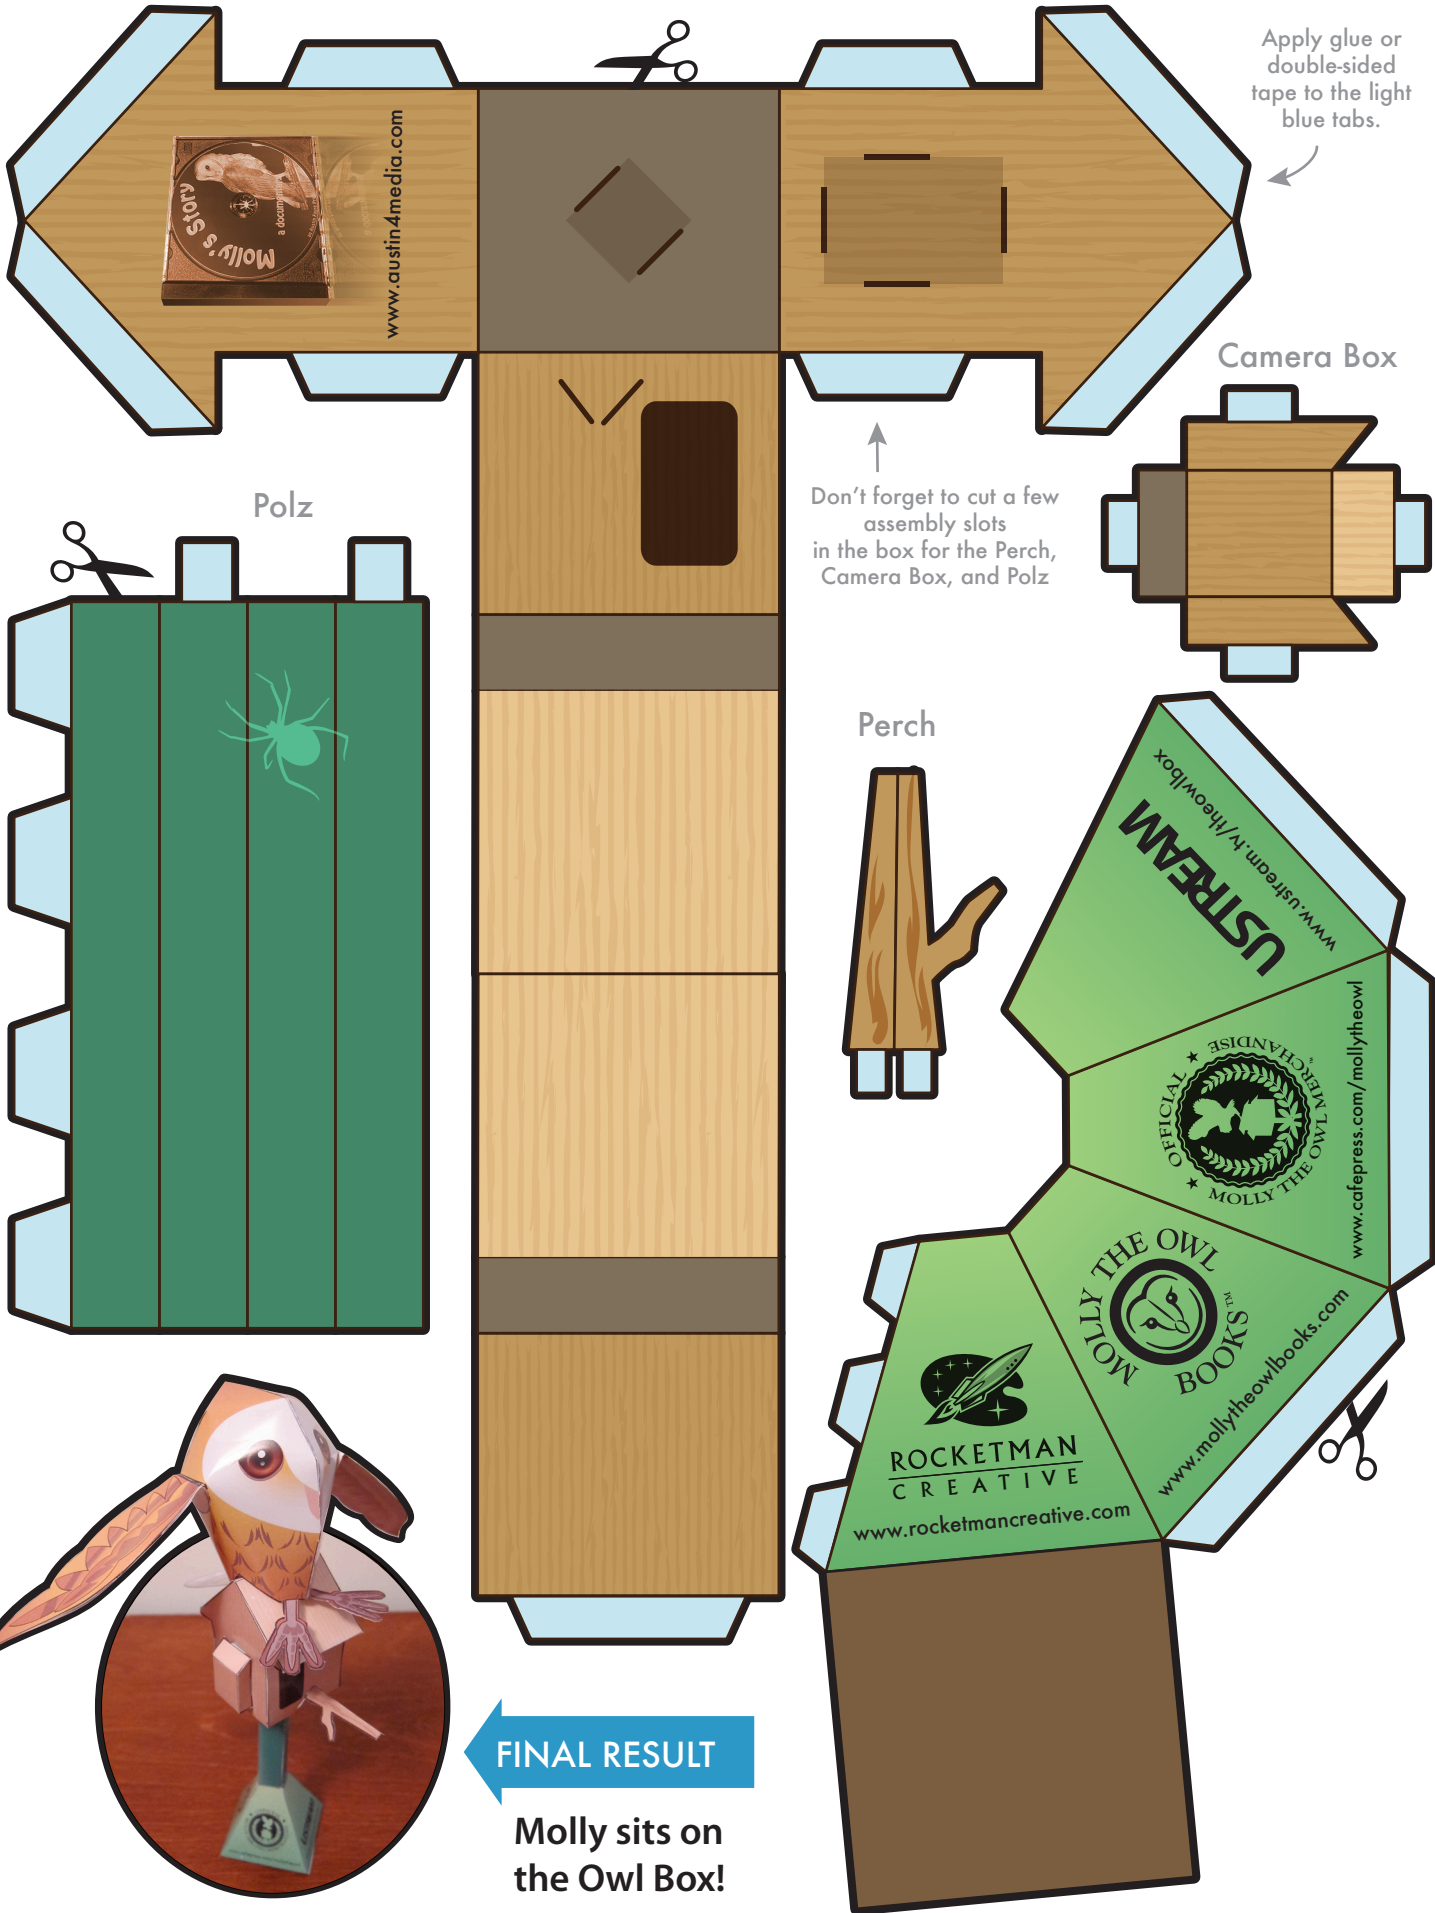 Apply glue or
double-sided
tape to the light
blue tabs.
Molly's Story
www.austin4media.com
Camera Box
Don't forget to cut a few
assembly slots
in the box for the Perch,
Camera Box, and Polz
Polz
Perch
USTREAM
www.ustream.tv/theowlbox
★ OFFICIAL ★
MOLLY THE OWL MERCHANDISE
www.cafepress.com/mollytheowl
MOLLY THE OWL
BOOKS™
www.mollytheowlbooks.com
ROCKETMAN
CREATIVE
www.rocketmancreative.com
FINAL RESULT
Molly sits on
the Owl Box!